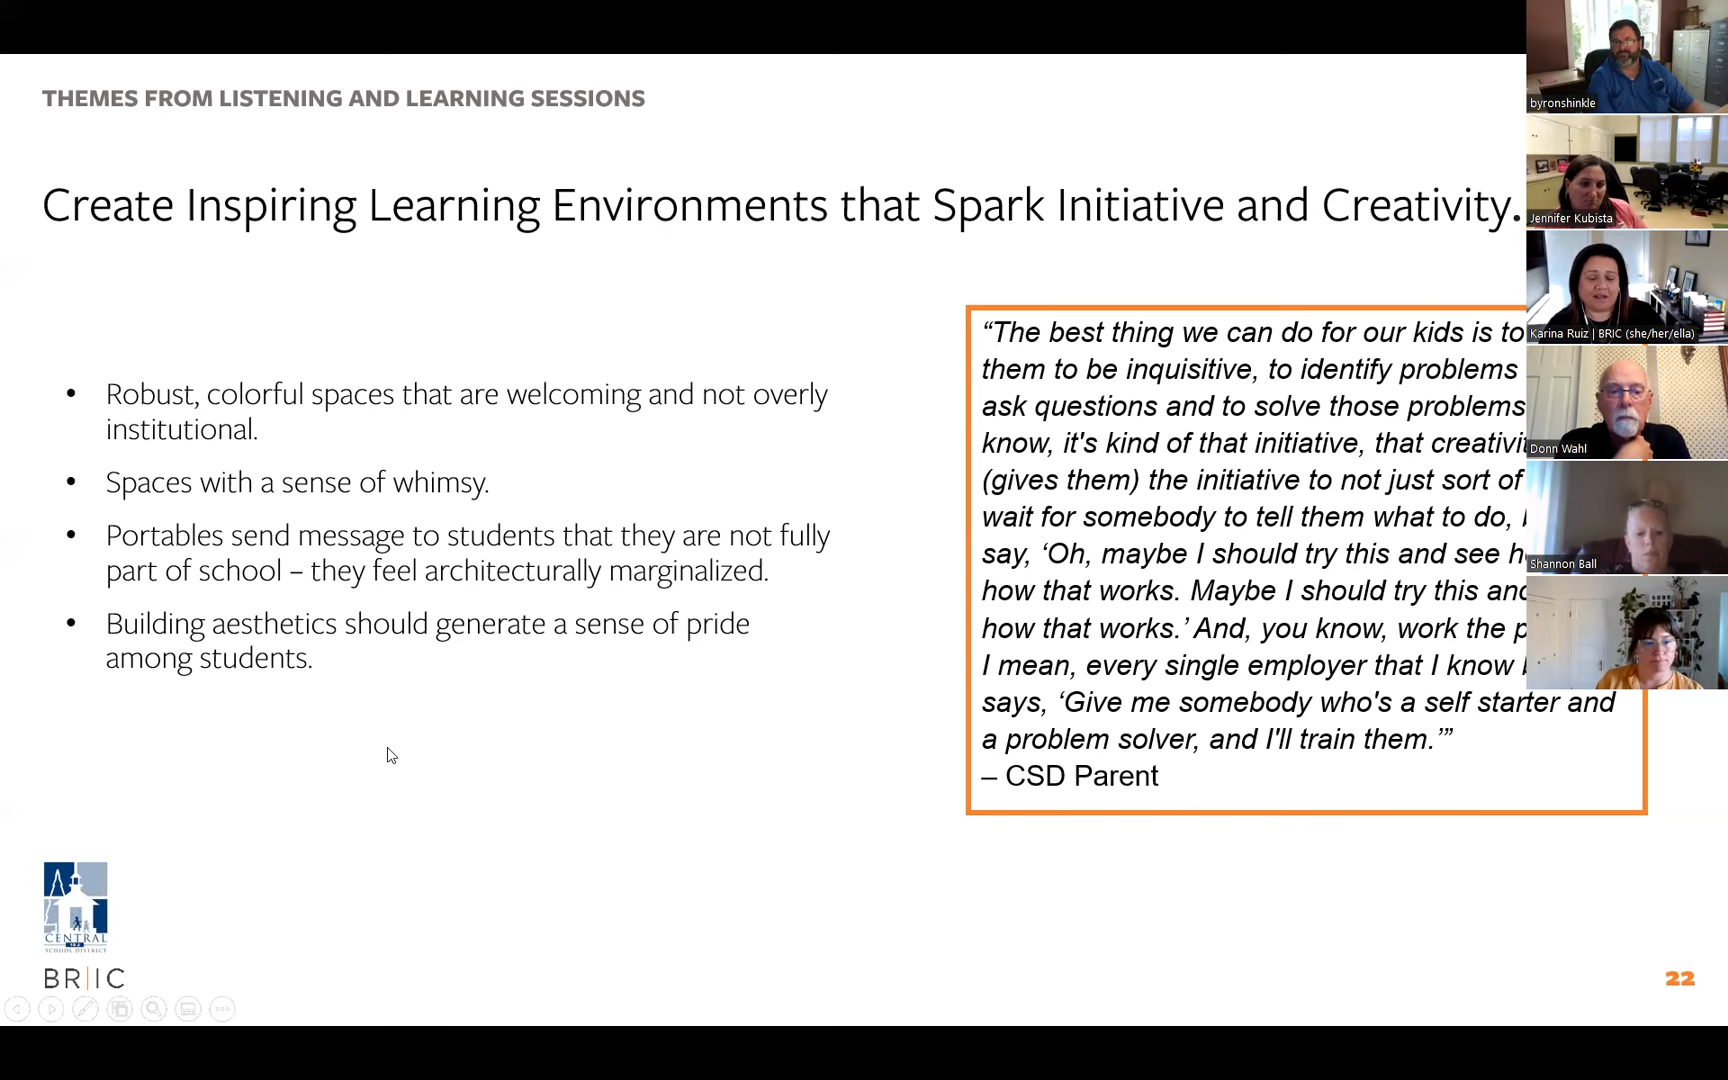 THEMES FROM LISTENING AND LEARNING SESSIONS
Create Inspiring Learning Environments that Spark Initiative and Creativity.
• Robust, colorful spaces that are welcoming and not overly
institutional.
• Spaces with a sense of whimsy.
• Portables send message to students that they are not fully
part of school – they feel architecturally marginalized.
• Building aesthetics should generate a sense of pride
among students.
“The best thing we can do for our kids is to
them to be inquisitive, to identify problems
ask questions and to solve those problems
know, it's kind of that initiative, that
(gives them) the initiative to not just sort of
wait for somebody to tell them what to do,
say, ‘Oh, maybe I should try this and see
how that works. Maybe I should try this
how that works.’ And, you know, work the
I mean, every single employer that I know
says, ‘Give me somebody who's a self starter and
a problem solver, and I'll train them.’”
– CSD Parent
CENTRAL
SCHOOL DISTRICT
BR|IC
22
byronshinkle
Jennifer Kubista
Karina Ruiz | BRIC (she/her/ella)
Donn Wahl
Shannon Ball